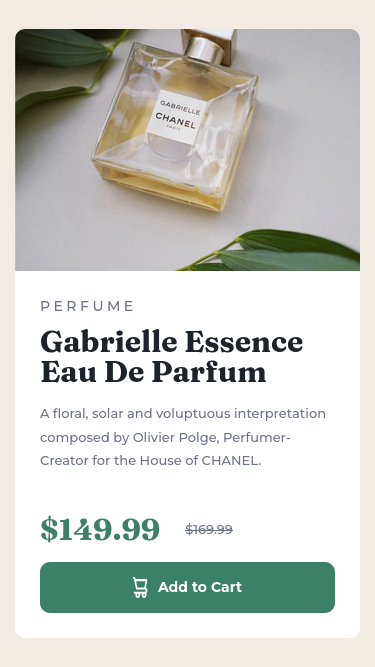 GABRIELLE
CHANEL
PARIS
PERFUME
Gabrielle Essence
Eau De Parfum
A floral, solar and voluptuous interpretation
composed by Olivier Polge, Perfumer-
Creator for the House of CHANEL.
$149.99 $169.99
Add to Cart